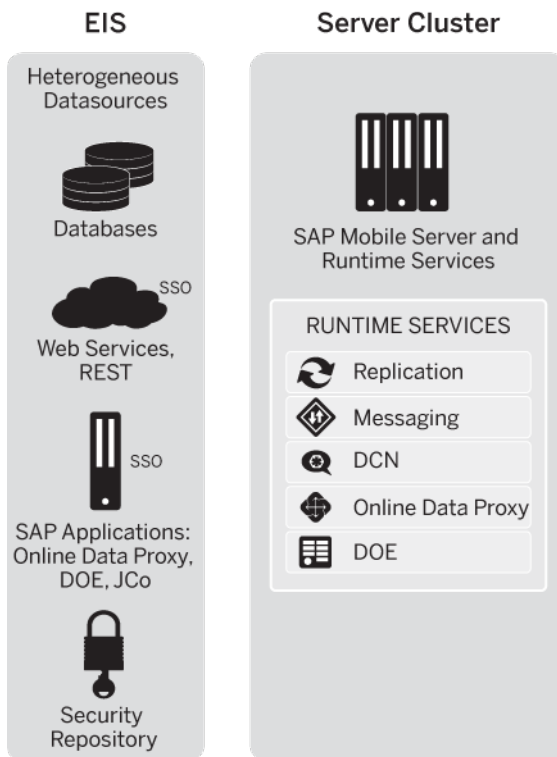 EIS
Heterogeneous
Datasources
Databases
SSO
Web Services,
REST
SSO
SAP Applications:
Online Data Proxy,
DOE, JCo
Security
Repository
Server Cluster
SAP Mobile Server and
Runtime Services
RUNTIME SERVICES
Replication
Messaging
DCN
Online Data Proxy
DOE